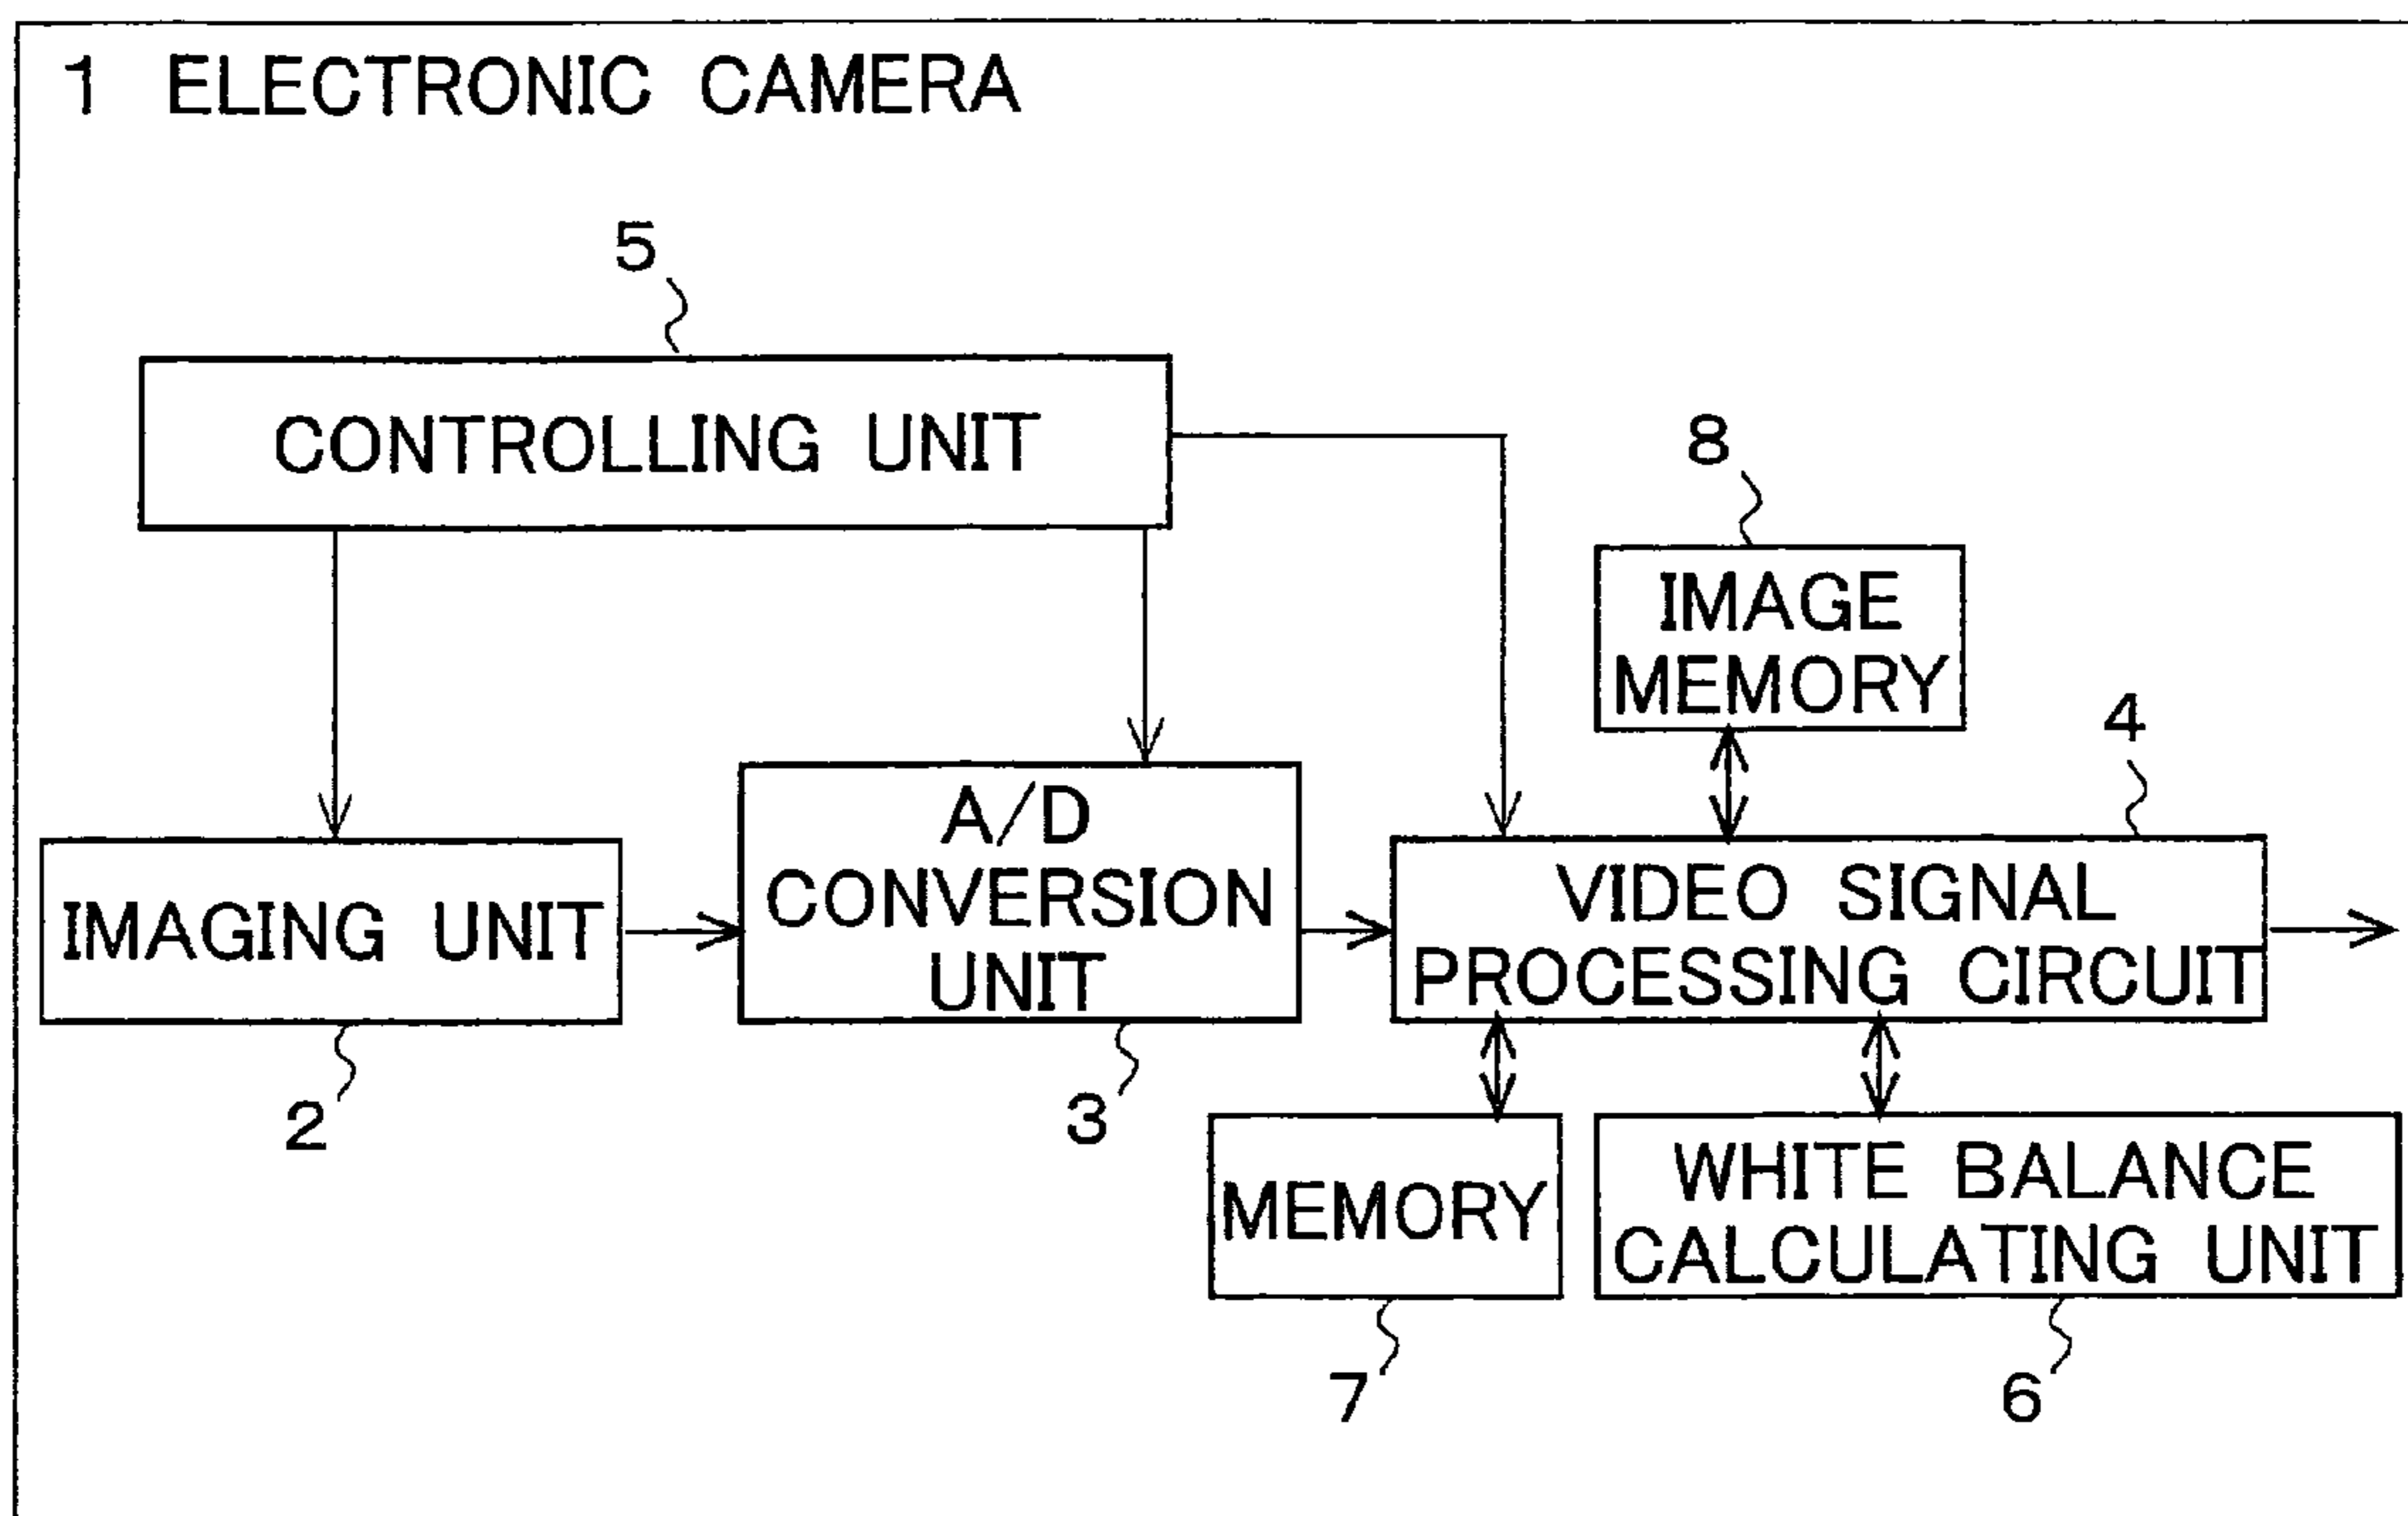 1 ELECTRONIC CAMERA
5
CONTROLLING UNIT
8
IMAGE
MEMORY
4
A/D
CONVERSION
UNIT
IMAGING UNIT
VIDEO SIGNAL
PROCESSING CIRCUIT
2
3
MEMORY
WHITE BALANCE
CALCULATING UNIT
7
6